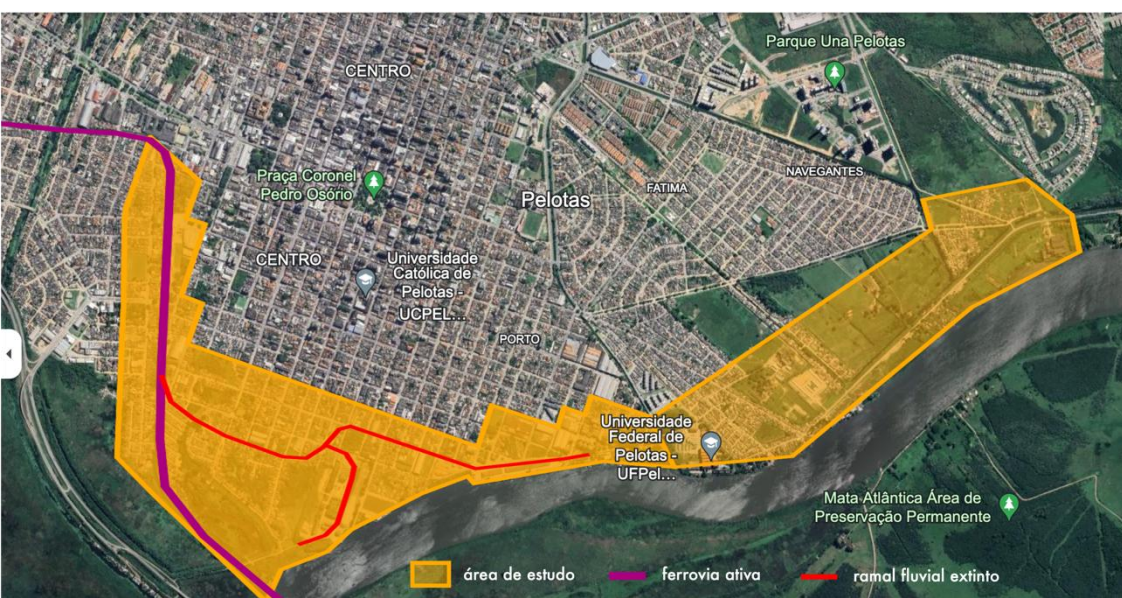 Parque Una Pelotas
CENTRO
Praça Coronel
Pedro Osório
Pelotas
FATIMA
NAVEGANTES
CENTRO
Universidade
Católica de
Pelotas -
UCPEL...
PORTO
Universidade
Federal de
Pelotas -
UFPel...
Mata Atlântica Área de
Preservação Permanente
área de estudo
ferrovia ativa
ramal fluvial extinto